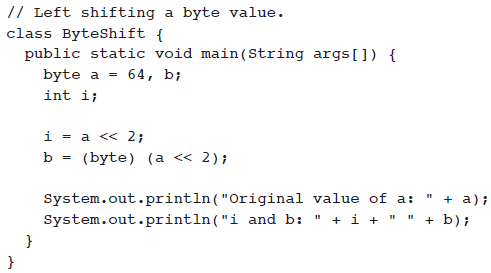 // Left shifting a byte value.
class ByteShift {
  public static void main(String args[]) {
    byte a = 64, b;
    int i;

    i = a << 2;
    b = (byte) (a << 2);

    System.out.println("Original value of a: " + a);
    System.out.println("i and b: " + i + " " + b);
  }
}